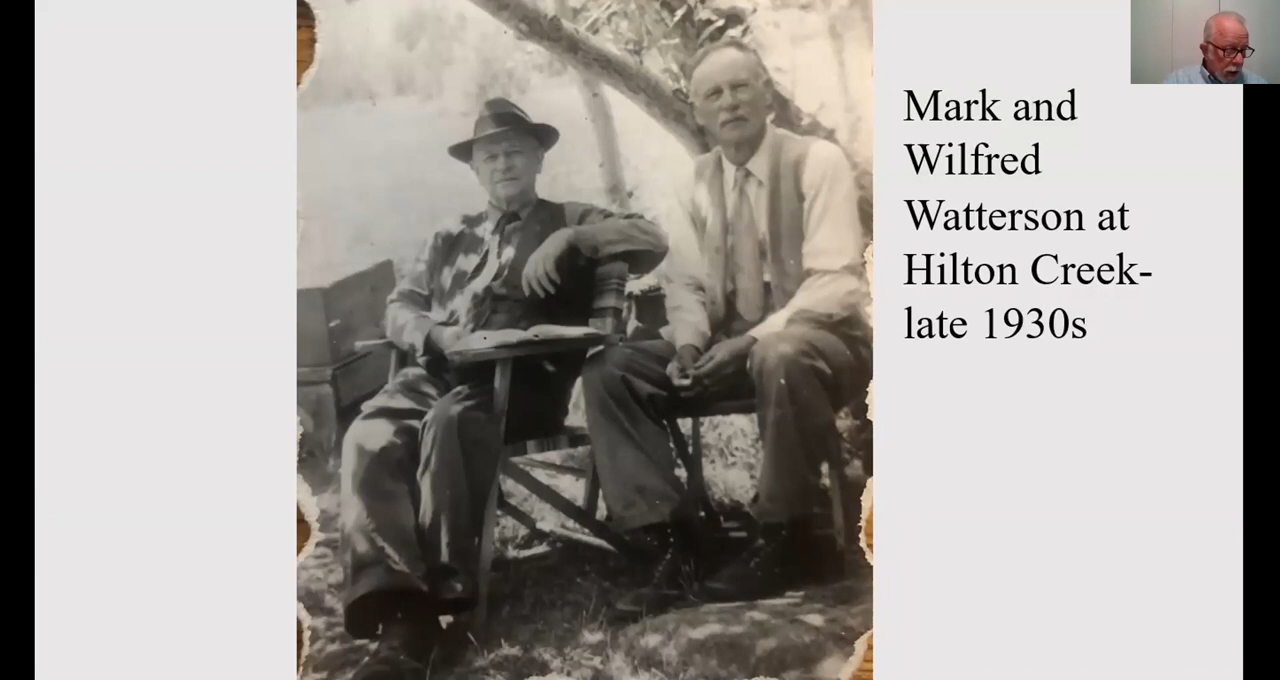 Mark and
Wilfred
Watterson at
Hilton Creek-
late 1930s